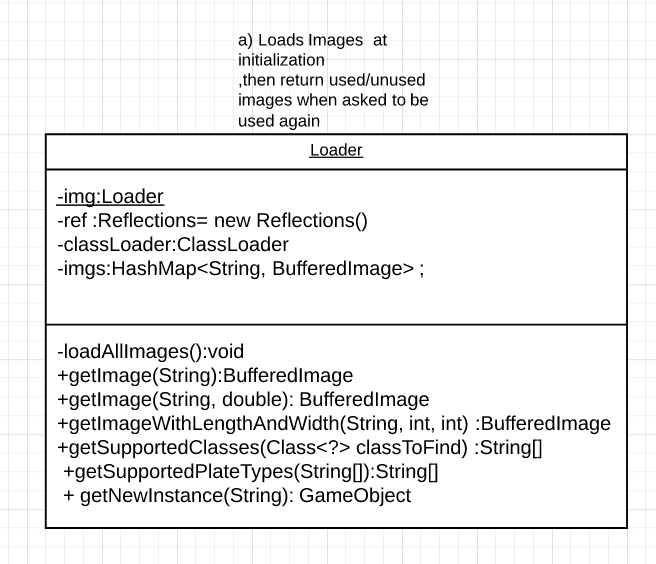 a) Loads Images  at
initialization
,then return used/unused
images when asked to be
used again
Loader
-img:Loader
-ref :Reflections= new Reflections()
-classLoader:ClassLoader
-imgs:HashMap<String, BufferedImage> ;
-loadAllImages():void
+getImage(String):BufferedImage
+getImage(String, double): BufferedImage
+getImageWithLengthAndWidth(String, int, int) :BufferedImage
+getSupportedClasses(Class<?> classToFind) :String[]
+getSupportedPlateTypes(String[]):String[]
+ getNewInstance(String): GameObject